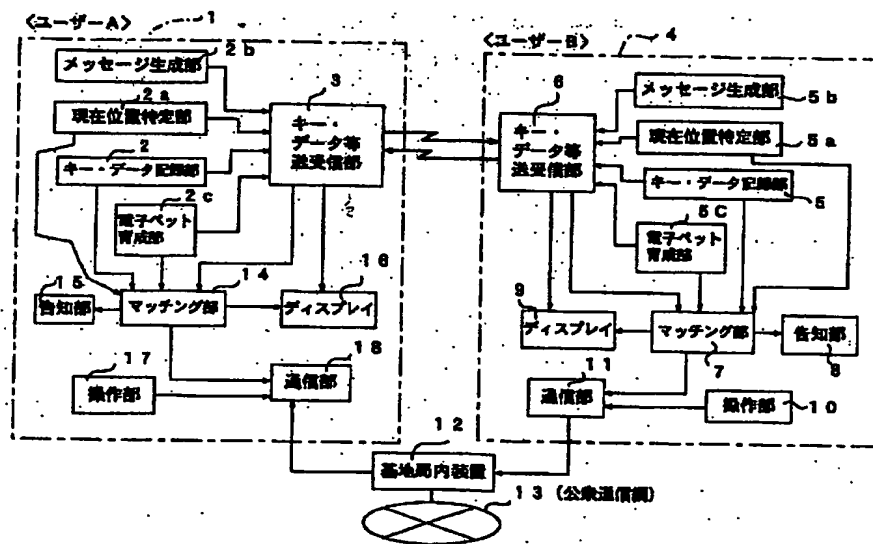 <ユーザーA>
1
2b
メッセージ生成部
2a
現在位置特定部
2
キー・データ記録部
2c
電子ペット
育成部
3
キー・
データ等
送受信部
15
告知部
14
マッチング部
16
ディスプレイ
17
操作部
18
通信部
<ユーザーB>
4
6
キー・
データ等
送受信部
メッセージ生成部
5b
現在位置特定部
5a
キー・データ記録部
5
5C
電子ペット
育成部
9
ディスプレイ
マッチング部
7
告知部
8
11
通信部
操作部
10
12
基地局内装置
13(公衆通信網)